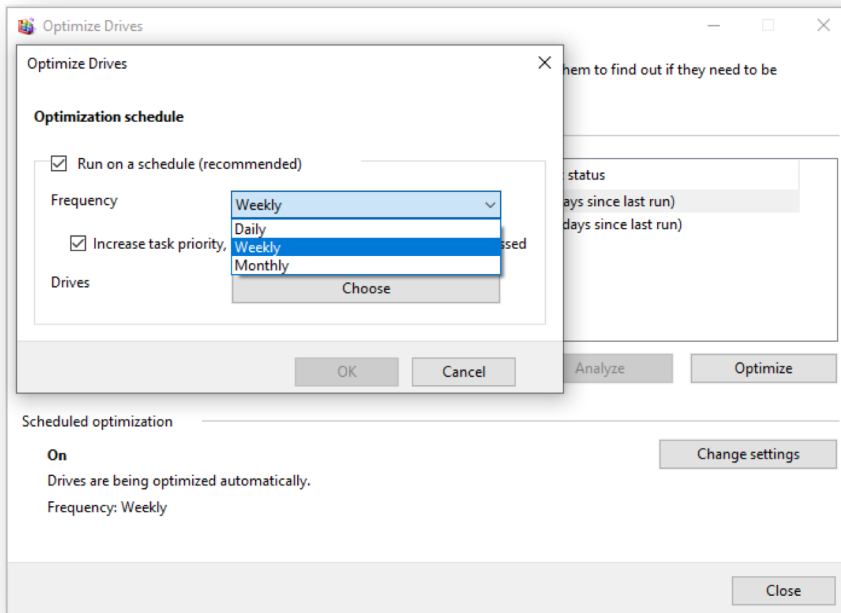 Optimize Drives
Optimize Drives
hem to find out if they need to be
Optimization schedule
Run on a schedule (recommended)
status
Frequency
Weekly
ays since last run)
Daily
days since last run)
Increase task priority,
Weekly
ssed
Monthly
Drives
Choose
OK
Cancel
Analyze
Optimize
Scheduled optimization
On
Change settings
Drives are being optimized automatically.
Frequency: Weekly
Close